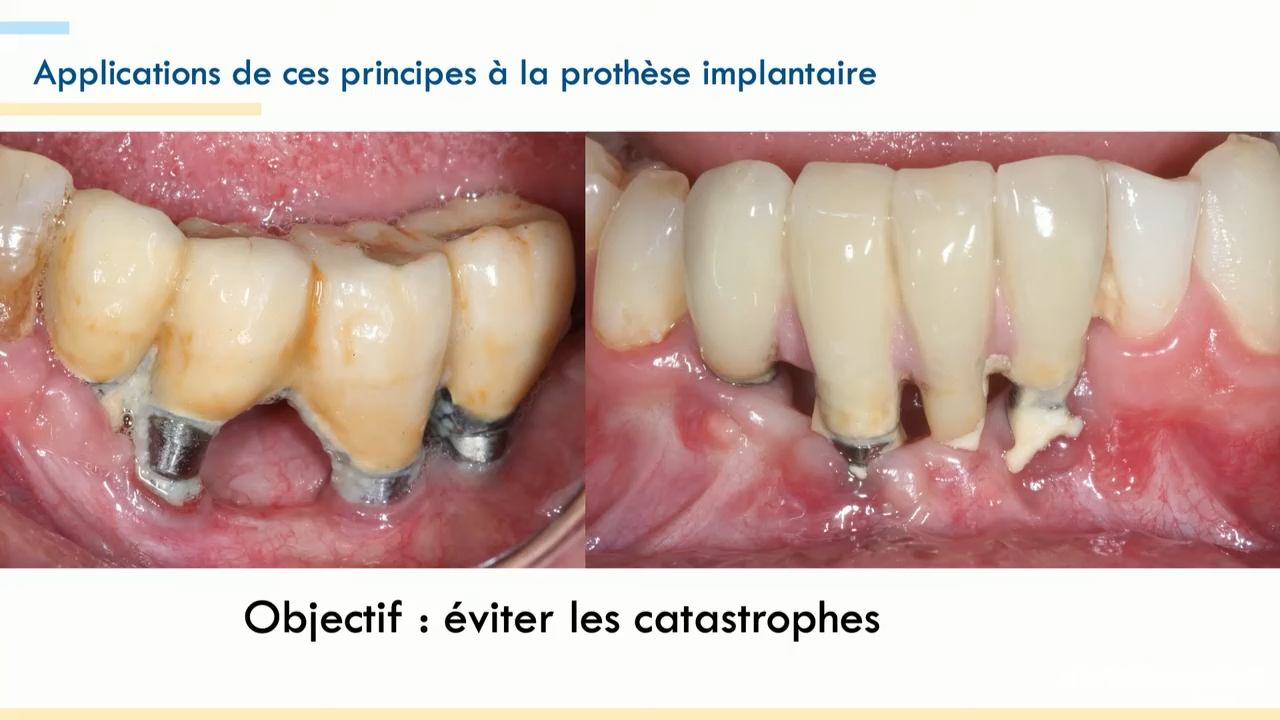 Applications de ces principes à la prothèse implantaire
Objectif : éviter les catastrophes